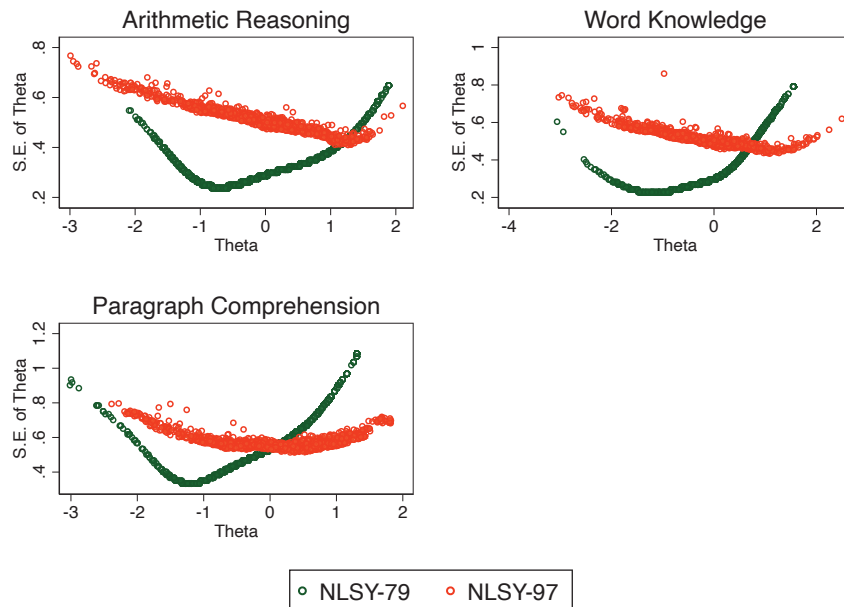 Arithmetic Reasoning
S.E. of Theta
.2 .4 .6 .8
-3 -2 -1 0 1 2
Theta
Word Knowledge
S.E. of Theta
.2 .4 .6 .8 1
-4 -2 0 2
Theta
Paragraph Comprehension
S.E. of Theta
.4 .6 .8 1 1.2
-3 -2 -1 0 1 2
Theta
NLSY-79 NLSY-97